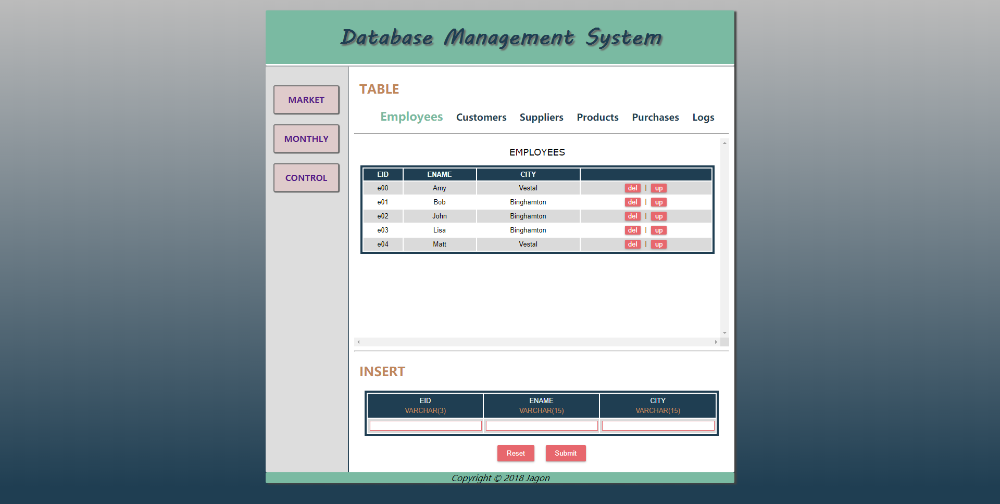 Database Management System
MARKET
MONTHLY
CONTROL
TABLE
Employees Customers Suppliers Products Purchases Logs
EMPLOYEES
EID ENAME CITY
e00 Amy Vestal del | up
e01 Bob Binghamton del | up
e02 John Binghamton del | up
e03 Lisa Binghamton del | up
e04 Matt Vestal del | up
INSERT
EID ENAME CITY
VARCHAR(3) VARCHAR(15) VARCHAR(15)
Reset Submit
Copyright © 2018 Jagon